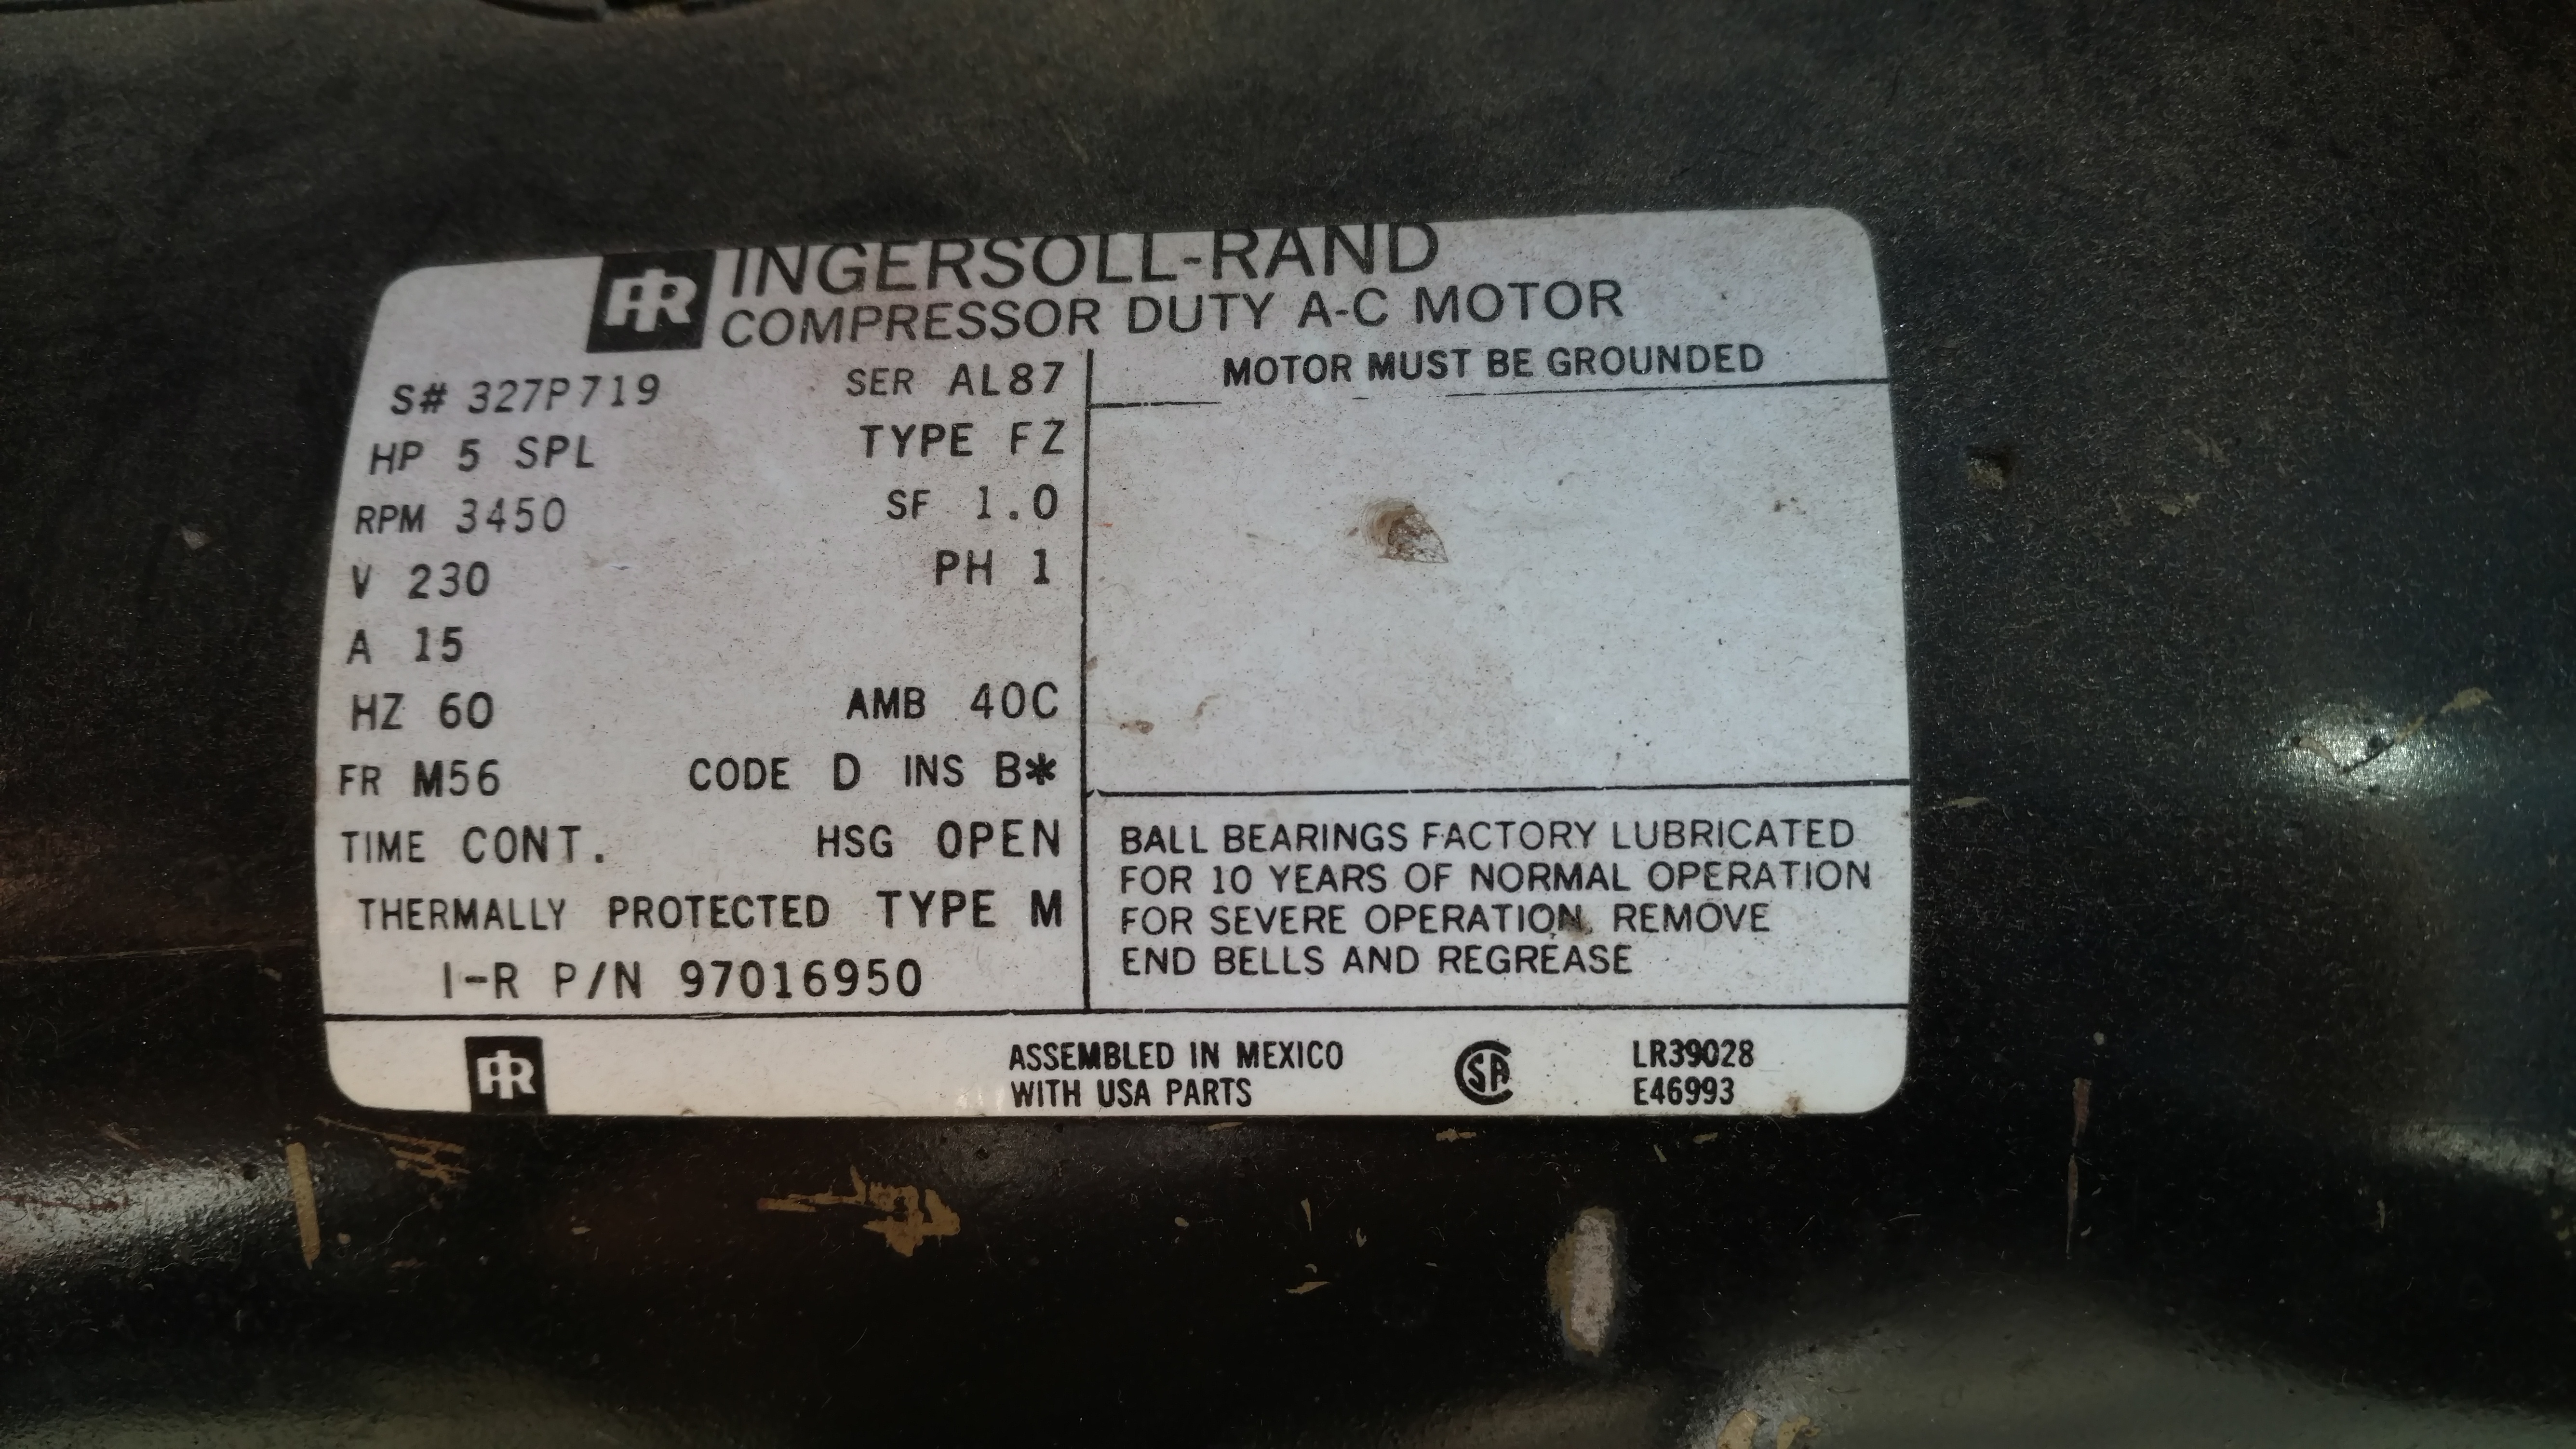 IR INGERSOLL-RAND
COMPRESSOR DUTY A-C MOTOR
S# 327P719 SER AL87
HP 5 SPL TYPE FZ
RPM 3450 SF 1.0
V 230 PH 1
A 15
HZ 60 AMB 40C
FR M56 CODE D INS B*
TIME CONT. HSG OPEN
THERMALLY PROTECTED TYPE M
I-R P/N 97016950
MOTOR MUST BE GROUNDED
BALL BEARINGS FACTORY LUBRICATED
FOR 10 YEARS OF NORMAL OPERATION
FOR SEVERE OPERATION, REMOVE
END BELLS AND REGREASE
IR
ASSEMBLED IN MEXICO
WITH USA PARTS
CSA
LR39028
E46993